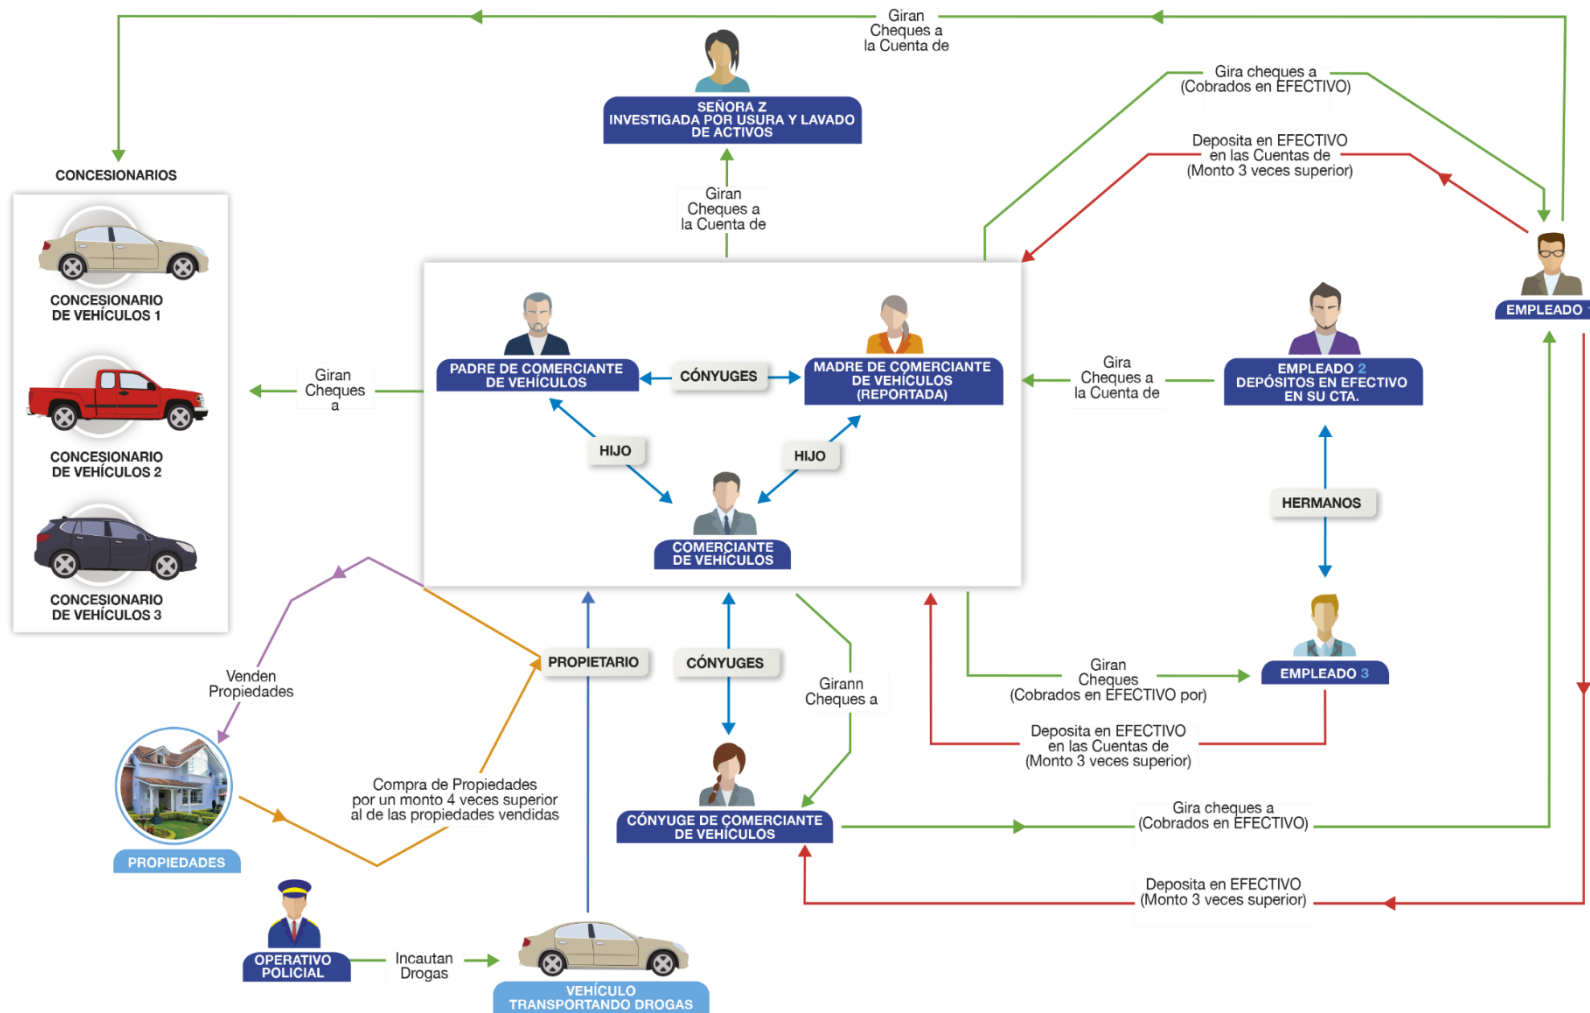 Giran
Cheques a
la Cuenta de
SEÑORA Z
INVESTIGADA POR USURA Y LAVADO
DE ACTIVOS
Gira cheques a
(Cobrados en EFECTIVO)
Deposita en EFECTIVO
en las Cuentas de
(Monto 3 veces superior)
CONCESIONARIOS
Giran
Cheques a
la Cuenta de
CONCESIONARIO
DE VEHÍCULOS 1
EMPLEADO 1
PADRE DE COMERCIANTE
DE VEHÍCULOS
CÓNYUGES
MADRE DE COMERCIANTE
DE VEHÍCULOS
(REPORTADA)
Gira
Cheques a
la Cuenta de
EMPLEADO 2
DEPÓSITOS EN EFECTIVO
EN SU CTA.
Giran
Cheques
a
CONCESIONARIO
DE VEHÍCULOS 2
HIJO
HIJO
HERMANOS
COMERCIANTE
DE VEHÍCULOS
CONCESIONARIO
DE VEHÍCULOS 3
Venden
Propiedades
PROPIETARIO
CÓNYUGES
Girann
Cheques a
Giran
Cheques
(Cobrados en EFECTIVO por)
EMPLEADO 3
Deposita en EFECTIVO
en las Cuentas de
(Monto 3 veces superior)
Compra de Propiedades
por un monto 4 veces superior
al de las propiedades vendidas
CÓNYUGE DE COMERCIANTE
DE VEHÍCULOS
Gira cheques a
(Cobrados en EFECTIVO)
PROPIEDADES
Deposita en EFECTIVO
(Monto 3 veces superior)
OPERATIVO
POLICIAL
Incautan
Drogas
VEHÍCULO
TRANSPORTANDO DROGAS